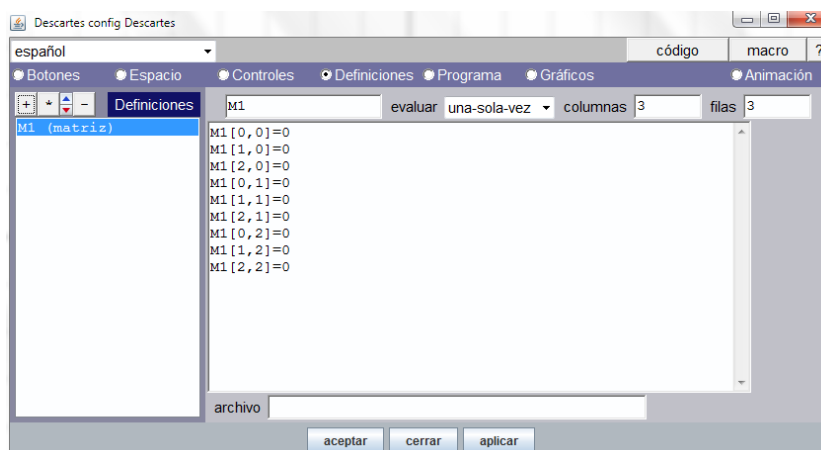 Descartes config Descartes
español código macro ?
Botones Espacio Controles Definiciones Programa Gráficos Animación
+ * - Definiciones M1 evaluar una-sola-vez columnas 3 filas 3
M1 (matriz)
M1[0,0]=0
M1[1,0]=0
M1[2,0]=0
M1[0,1]=0
M1[1,1]=0
M1[2,1]=0
M1[0,2]=0
M1[1,2]=0
M1[2,2]=0
archivo
aceptar cerrar aplicar